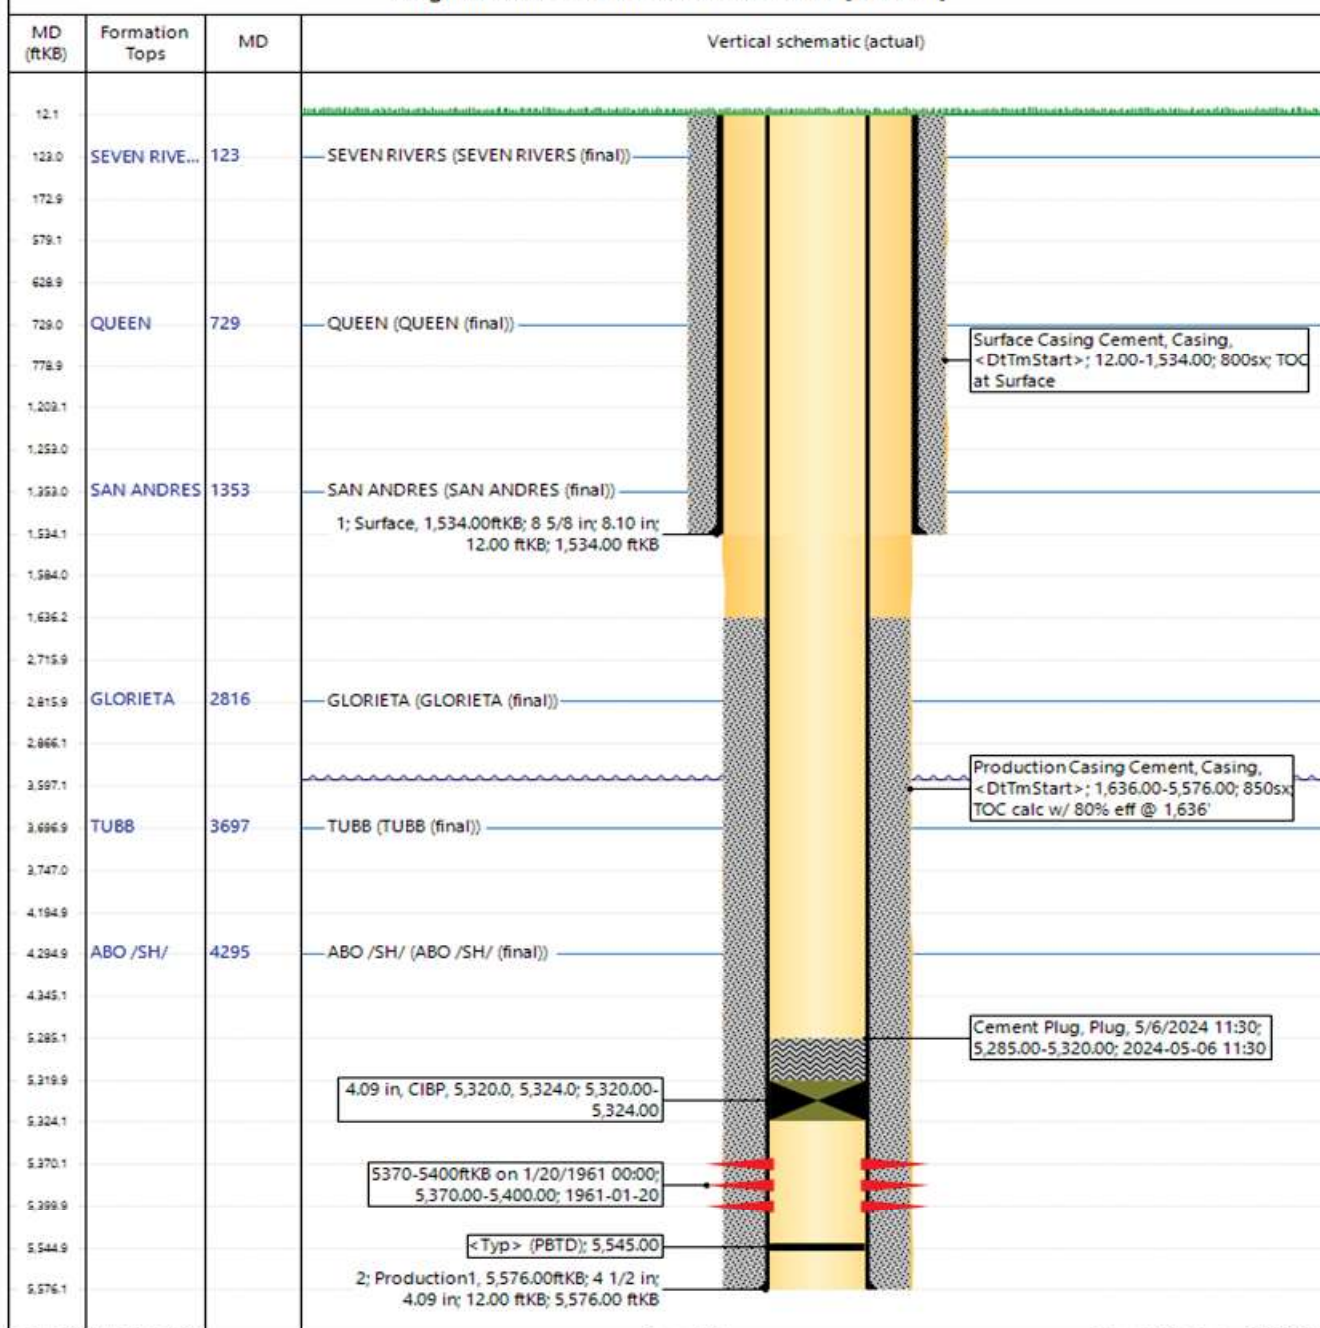 MD
(ftKB)
Formation
Tops
MD
Vertical schematic (actual)
12.1
123.0
SEVEN RIVE...
123
SEVEN RIVERS (SEVEN RIVERS (final))
172.9
579.1
628.9
729.0
QUEEN
729
QUEEN (QUEEN (final))
Surface Casing Cement, Casing,
<DtTmStart>; 12.00-1,534.00; 800sx; TOC
at Surface
778.9
1,203.1
1,253.0
1,353.0
SAN ANDRES
1353
SAN ANDRES (SAN ANDRES (final))
1; Surface, 1,534.00ftKB; 8 5/8 in; 8.10 in;
12.00 ftKB; 1,534.00 ftKB
1,534.1
1,584.0
1,636.2
2,715.9
2,815.9
GLORIETA
2816
GLORIETA (GLORIETA (final))
2,866.1
Production Casing Cement, Casing,
<DtTmStart>; 1,636.00-5,576.00; 850sx;
TOC calc w/ 80% eff @ 1,636'
3,597.1
3,696.9
TUBB
3697
TUBB (TUBB (final))
3,747.0
4,194.9
4,294.9
ABO /SH/
4295
ABO /SH/ (ABO /SH/ (final))
4,345.1
Cement Plug, Plug, 5/6/2024 11:30;
5,285.00-5,320.00; 2024-05-06 11:30
5,285.1
5,319.9
4.09 in, CIBP, 5,320.0, 5,324.0; 5,320.00-
5,324.00
5,324.1
5,370.1
5370-5400ftKB on 1/20/1961 00:00;
5,370.00-5,400.00; 1961-01-20
5,399.9
<Typ> (PBTD); 5,545.00
5,544.9
2; Production1, 5,576.00ftKB; 4 1/2 in;
4.09 in; 12.00 ftKB; 5,576.00 ftKB
5,576.1